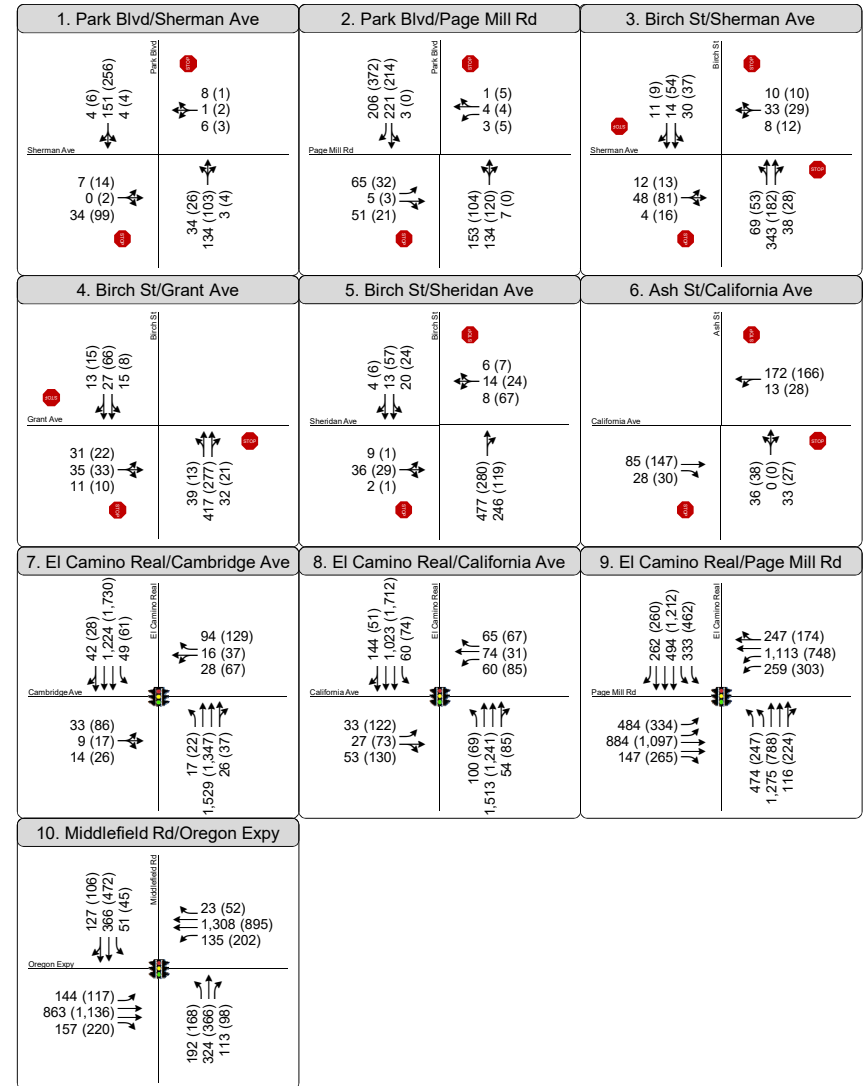 1. Park Blvd/Sherman Ave
Park Blvd
STOP
4 (6)
151 (256)
4 (4)
8 (1)
1 (2)
6 (3)
Sherman Ave
7 (14)
0 (2)
34 (99)
34 (26)
134 (103)
3 (4)
STOP
2. Park Blvd/Page Mill Rd
Park Blvd
STOP
206 (372)
221 (214)
3 (0)
1 (5)
4 (4)
3 (5)
Page Mill Rd
65 (32)
5 (3)
51 (21)
153 (104)
134 (120)
7 (0)
STOP
3. Birch St/Sherman Ave
Birch St
STOP
11 (9)
14 (54)
30 (37)
10 (10)
33 (29)
8 (12)
STOP
Sherman Ave
12 (13)
48 (81)
4 (16)
69 (53)
343 (182)
38 (28)
STOP
STOP
4. Birch St/Grant Ave
Birch St
13 (15)
27 (66)
15 (8)
STOP
Grant Ave
31 (22)
35 (33)
11 (10)
39 (13)
417 (277)
32 (21)
STOP
STOP
5. Birch St/Sheridan Ave
Birch St
STOP
4 (6)
13 (57)
20 (24)
6 (7)
14 (24)
8 (67)
Sheridan Ave
9 (1)
36 (29)
2 (1)
477 (280)
246 (119)
STOP
6. Ash St/California Ave
Ash St
STOP
172 (166)
13 (28)
California Ave
85 (147)
28 (30)
36 (38)
0 (0)
33 (27)
STOP
STOP
7. El Camino Real/Cambridge Ave
El Camino Real
42 (28)
1,224 (1,730)
49 (61)
94 (129)
16 (37)
28 (67)
Cambridge Ave
33 (86)
9 (17)
14 (26)
17 (22)
1,529 (1,347)
26 (37)
8. El Camino Real/California Ave
El Camino Real
144 (51)
1,023 (1,712)
60 (74)
65 (67)
74 (31)
60 (85)
California Ave
33 (122)
27 (73)
53 (130)
100 (69)
1,513 (1,241)
54 (85)
9. El Camino Real/Page Mill Rd
El Camino Real
262 (260)
494 (1,212)
333 (462)
247 (174)
1,113 (748)
259 (303)
Page Mill Rd
484 (334)
884 (1,097)
147 (265)
474 (247)
1,275 (788)
116 (224)
10. Middlefield Rd/Oregon Expy
Middlefield Rd
127 (106)
366 (472)
51 (45)
23 (52)
1,308 (895)
135 (202)
Oregon Expy
144 (117)
863 (1,136)
157 (220)
192 (168)
324 (366)
113 (98)